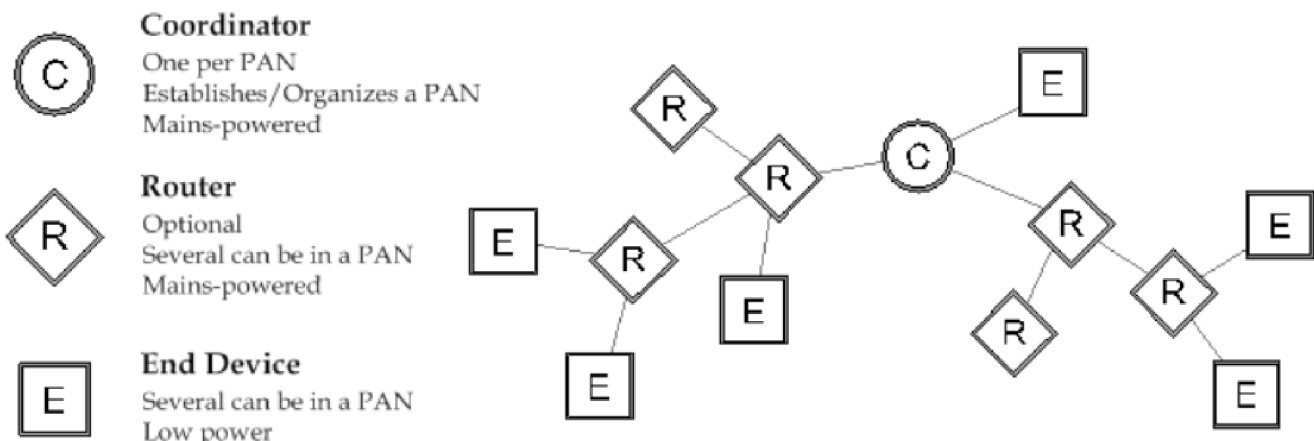 C
Coordinator
One per PAN
Establishes/Organizes a PAN
Mains-powered
R
Router
Optional
Several can be in a PAN
Mains-powered
E
End Device
Several can be in a PAN
Low power
E
R
C
R
E
R
E
R
R
E
R
E
R
E
E